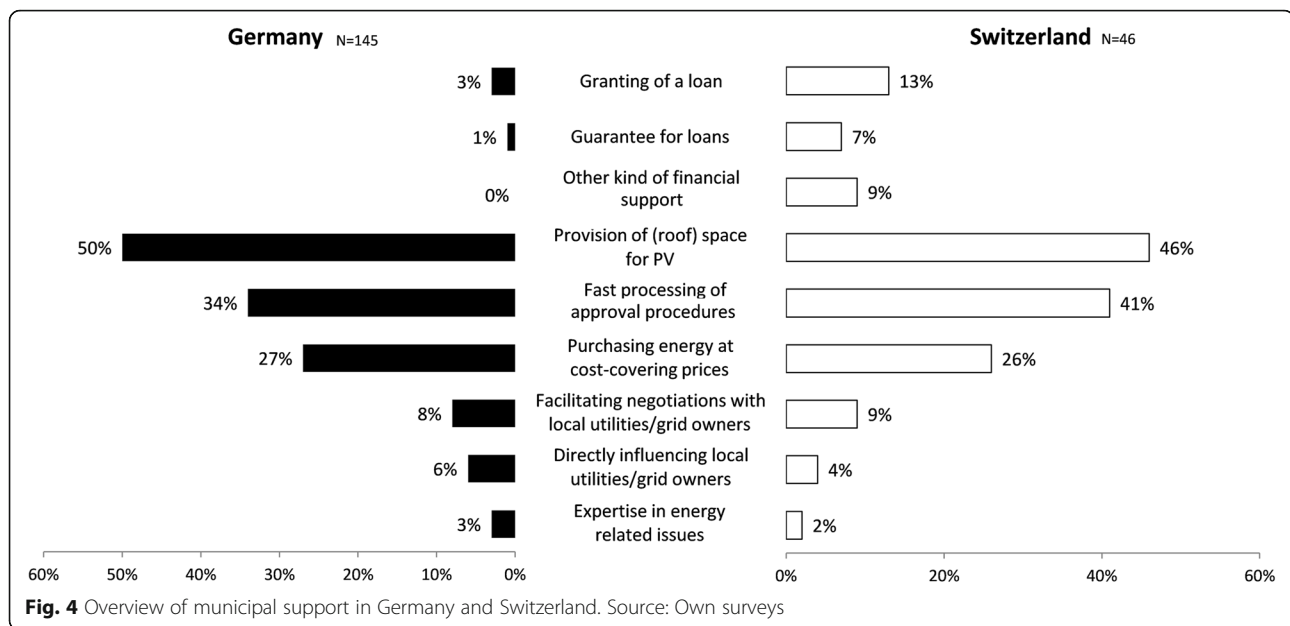 Germany N=145
Switzerland N=46
3%
Granting of a loan
13%
1%
Guarantee for loans
7%
0%
Other kind of financial
support
9%
50%
Provision of (roof) space
for PV
46%
34%
Fast processing of
approval procedures
41%
27%
Purchasing energy at
cost-covering prices
26%
8%
Facilitating negotiations with
local utilities/grid owners
9%
6%
Directly influencing local
utilities/grid owners
4%
3%
Expertise in energy
related issues
2%
60% 50% 40% 30% 20% 10% 0%
0% 20% 40% 60%
Fig. 4 Overview of municipal support in Germany and Switzerland. Source: Own surveys